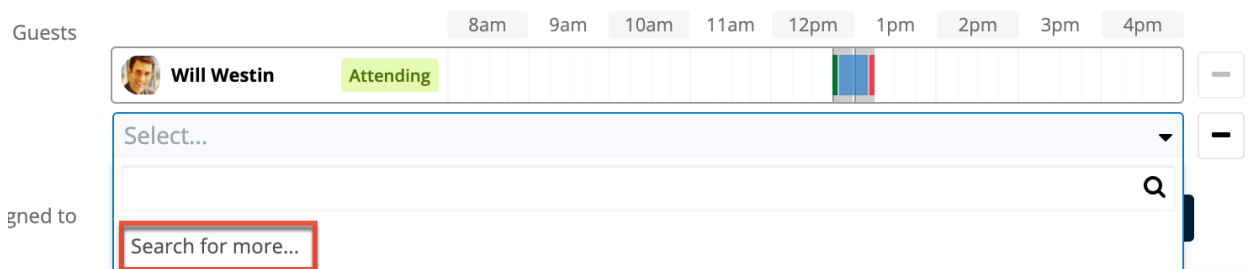 Guests 8am 9am 10am 11am 12pm 1pm 2pm 3pm 4pm
Will Westin Attending
Select...
gned to
Search for more...